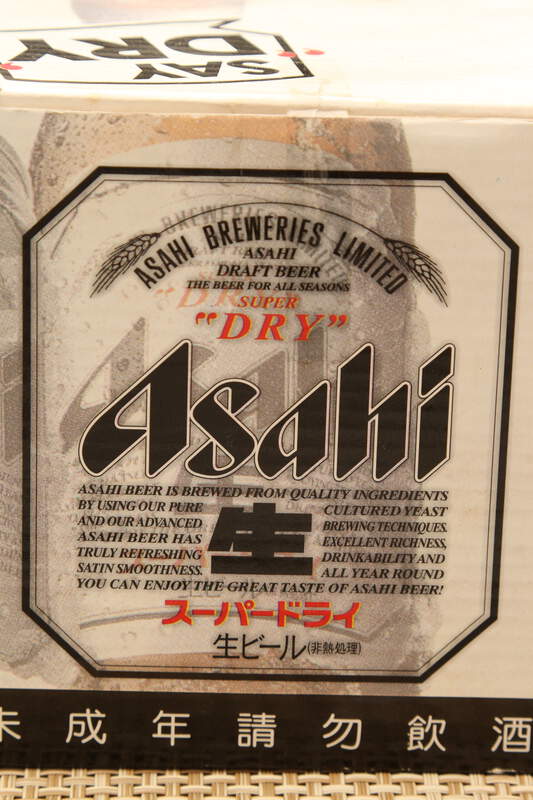 SAY
DRY
ASAHI BREWERIES LIMITED
ASAHI
DRAFT BEER
THE BEER FOR ALL SEASONS
SUPER
"DRY"
Asahi
ASAHI BEER IS BREWED FROM QUALITY INGREDIENTS
BY USING OUR PURE CULTURED YEAST
AND OUR ADVANCED BREWING TECHNIQUES.
ASAHI BEER HAS EXCELLENT RICHNESS,
TRULY REFRESHING DRINKABILITY AND
SATIN SMOOTHNESS. ALL YEAR ROUND
生
YOU CAN ENJOY THE GREAT TASTE OF ASAHI BEER!
スーパードライ
生ビール(非熱処理)
未成年請勿飲酒